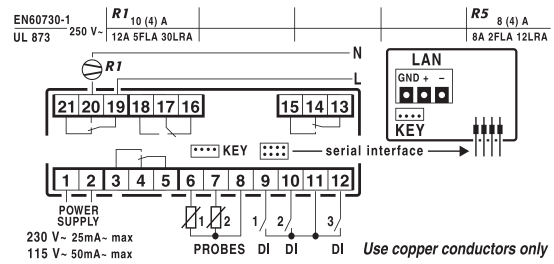 EN60730-1 250 V~ R1 10 (4) A R5 8 (4) A
UL 873 12A 5FLA 30LRA 8A 2FLA 12LRA
N
R1
L
LAN
GND + −
KEY
21 20 19 18 17 16 15 14 13
KEY serial interface
1 2 3 4 5 6 7 8 9 10 11 12
POWER SUPPLY
1 2 1 2 3
230 V~ 25mA~ max
115 V~ 50mA~ max
PROBES DI DI DI
Use copper conductors only